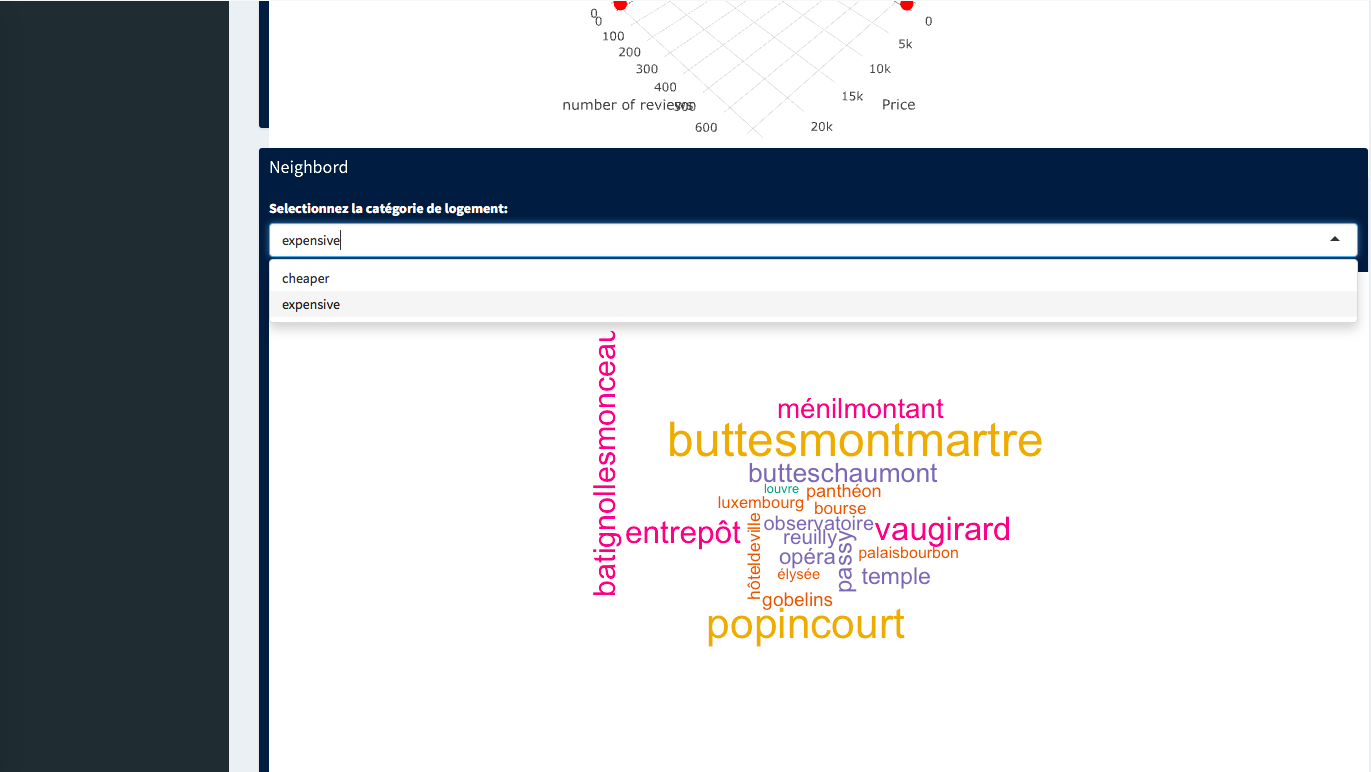 0
0
0
100
5k
200
300
10k
400
15k
number of reviews
500
Price
600
20k
Neighbord
Selectionnez la catégorie de logement:
expensive
cheaper
expensive
batignollesmonceau
ménilmontant
buttesmontmartre
butteschaumont
louvre
panthéon
luxembourg
bourse
observatoire
vaugirard
entrepôt
reuilly
hôteldeville
opéra
passy
palaisbourbon
élysée
temple
gobelins
popincourt